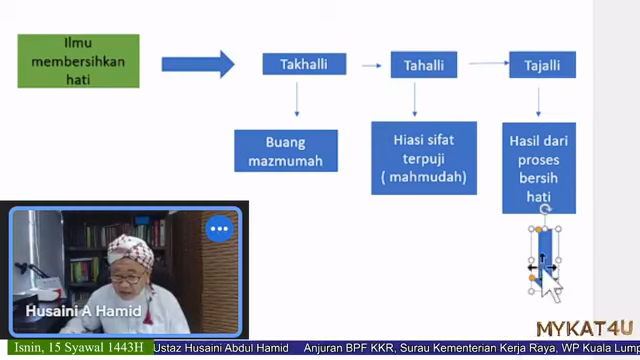 Ilmu
membersihkan
hati
Takhalli
Tahalli
Tajalli
Buang
mazmumah
Hiasi sifat
terpuji
( mahmudah)
Hasil dari
proses
bersih
hati
Husaini A Hamid
MYKAT4U
Isnin, 15 Syawal 1443H Ustaz Husaini Abdul Hamid Anjuran BPF KKR, Surau Kementerian Kerja Raya, WP Kuala Lump